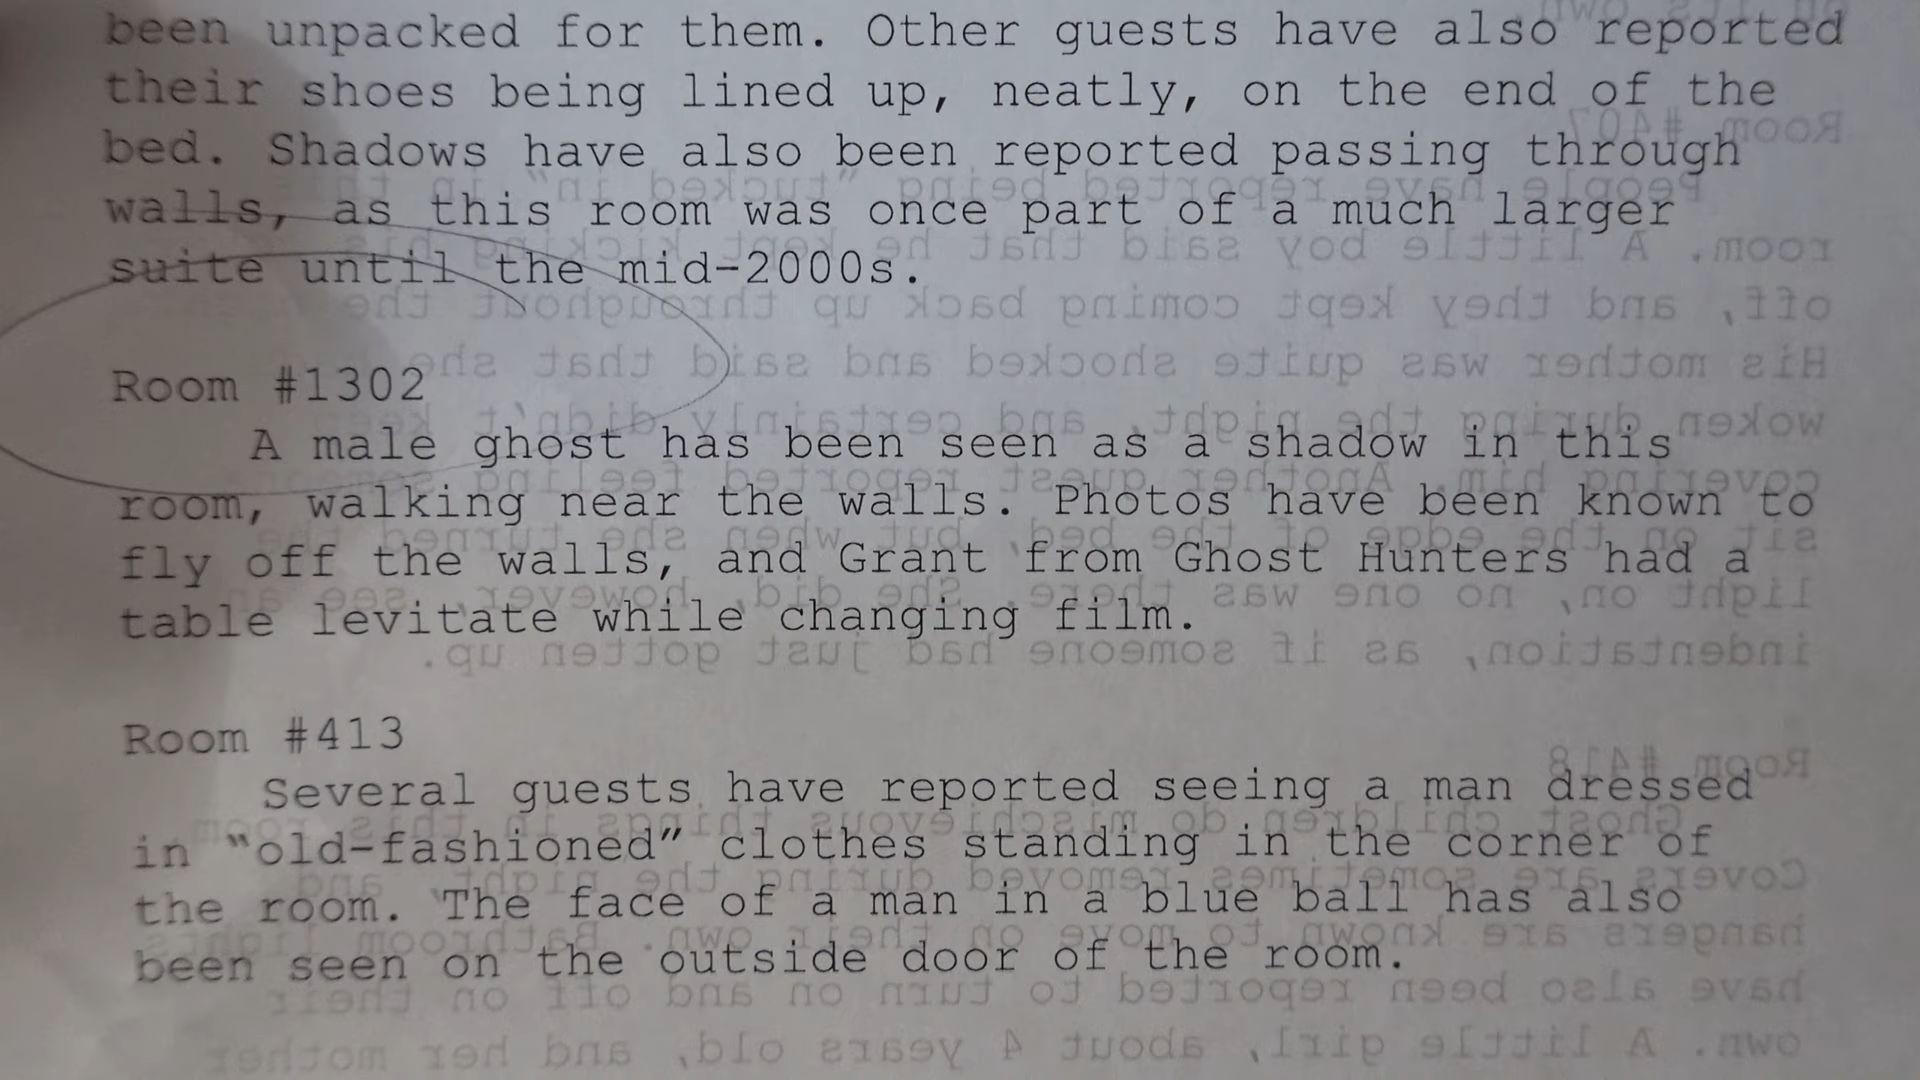 been unpacked for them. Other guests have also reported
their shoes being lined up, neatly, on the end of the
bed. Shadows have also been reported passing through
walls, as this room was once part of a much larger
suite until the mid-2000s.
Room #1302
A male ghost has been seen as a shadow in this
room, walking near the walls. Photos have been known to
fly off the walls, and Grant from Ghost Hunters had a
table levitate while changing film.
Room #413
Several guests have reported seeing a man dressed
in “old-fashioned” clothes standing in the corner of
the room. The face of a man in a blue ball has also
been seen on the outside door of the room.